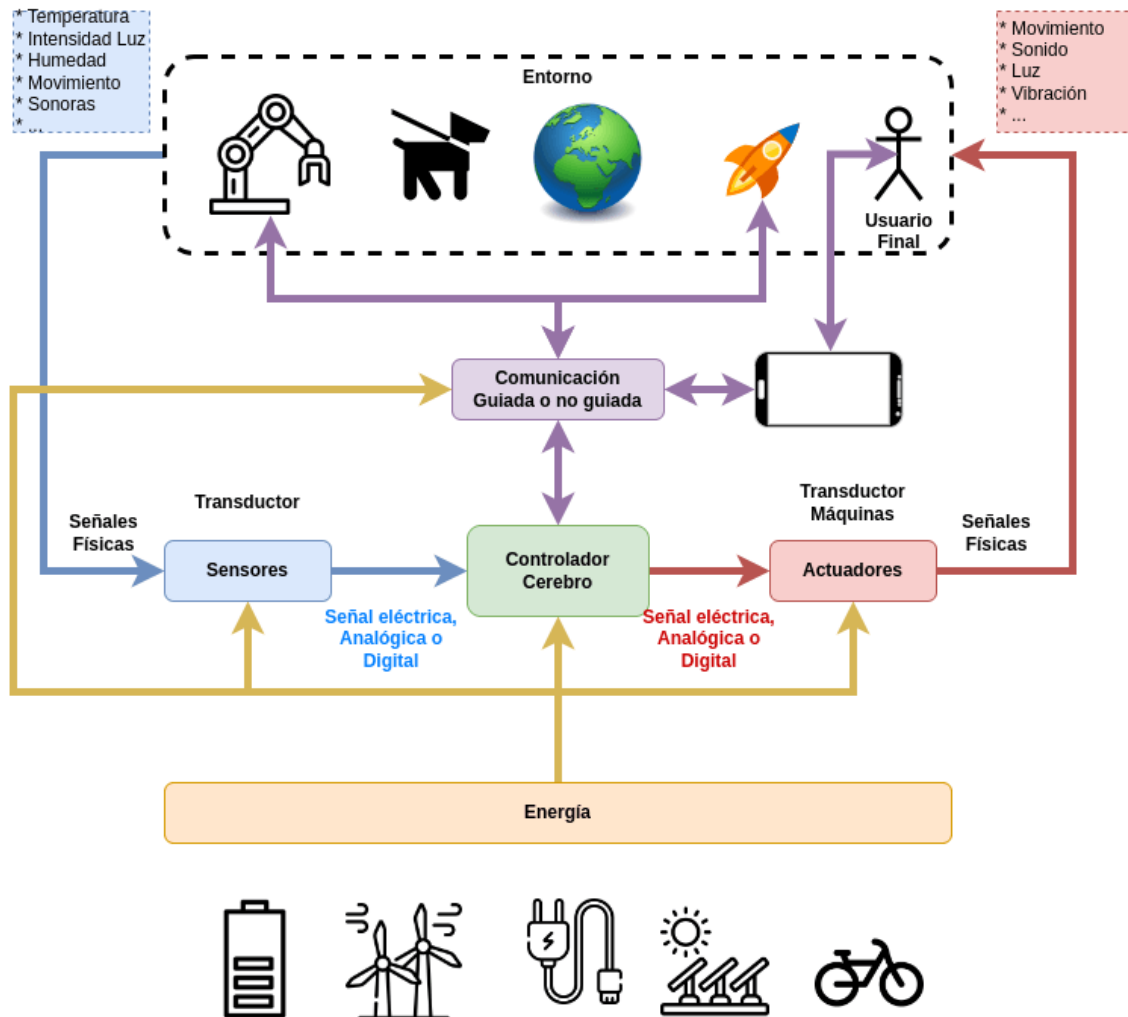 * Temperatura
* Intensidad Luz
* Humedad
* Movimiento
* Sonoras
* ...
* Movimiento
* Sonido
* Luz
* Vibración
* ...
Entorno
Usuario
Final
Comunicación
Guiada o no guiada
Transductor
Señales
Físicas
Sensores
Controlador
Cerebro
Transductor
Máquinas
Actuadores
Señales
Físicas
Señal eléctrica,
Analógica o
Digital
Señal eléctrica,
Analógica o
Digital
Energía